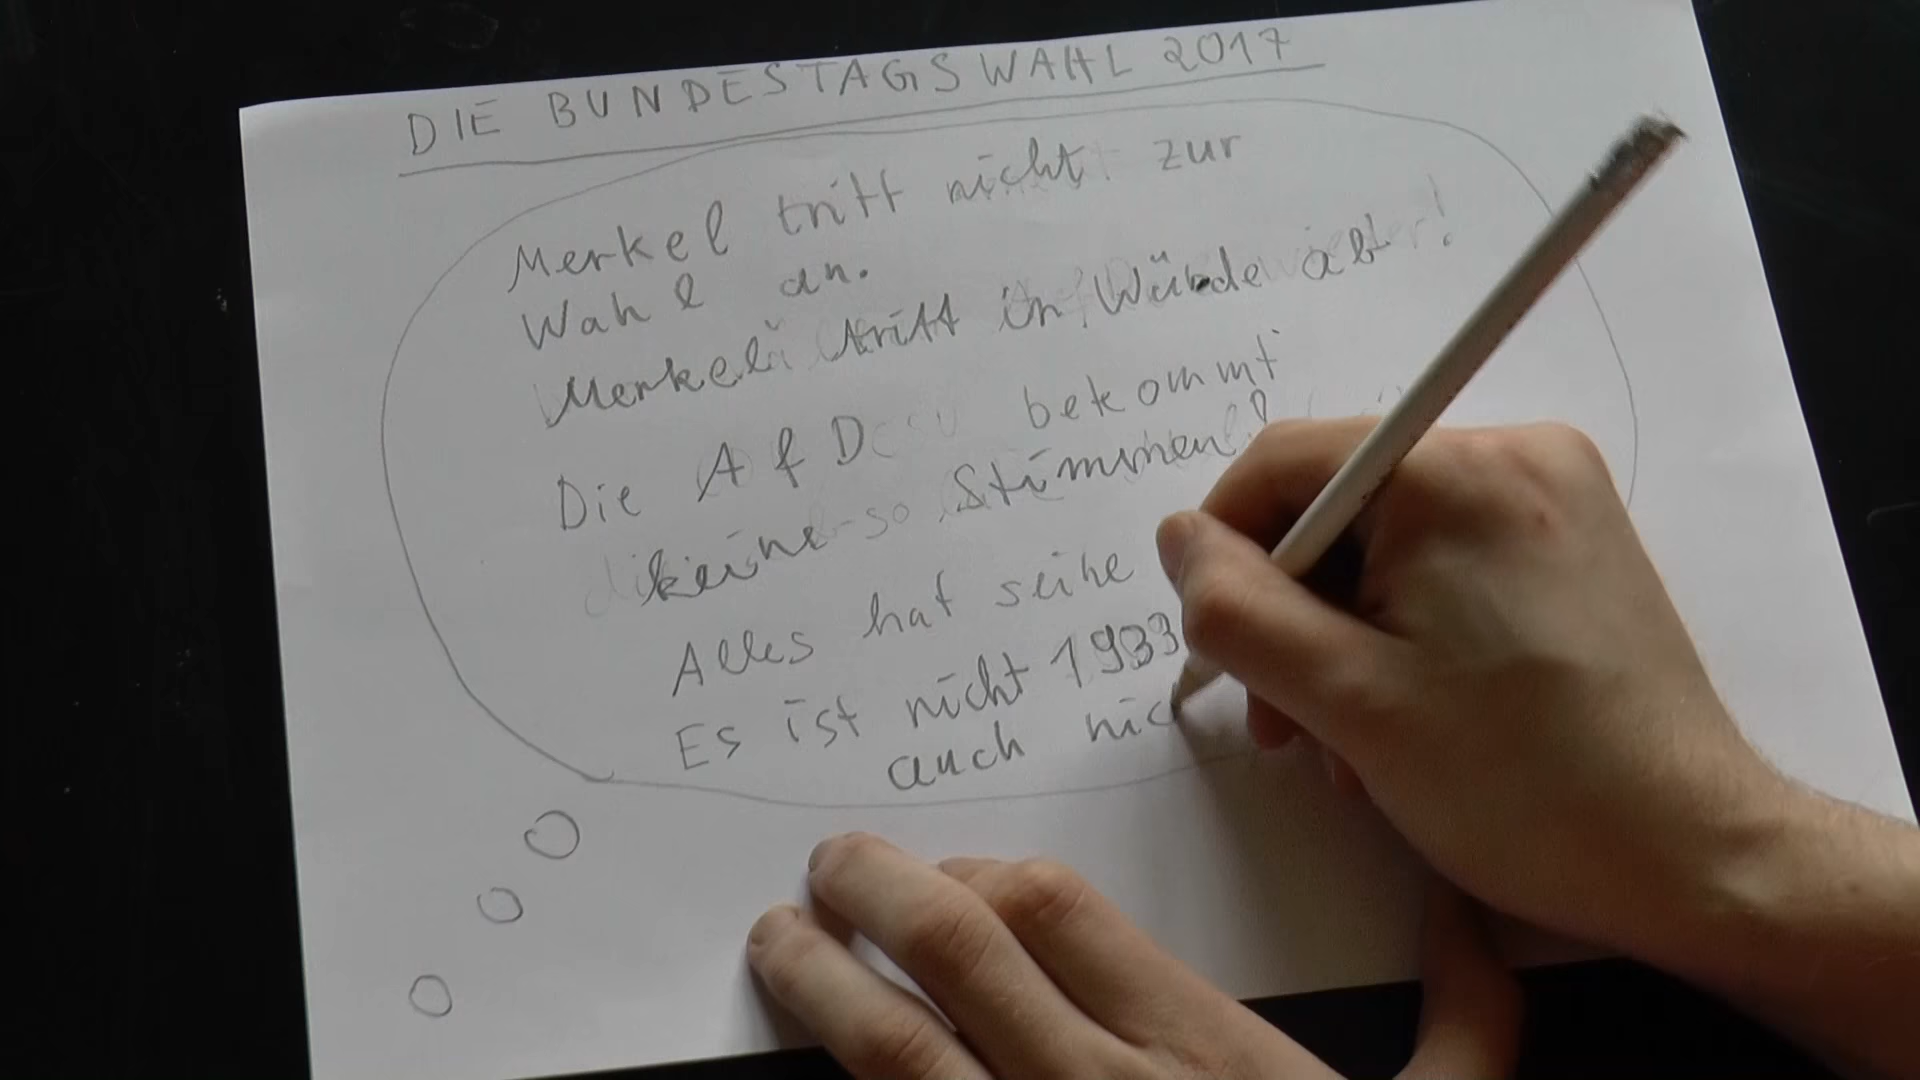 DIE BUNDESTAGSWAHL 2017
Merkel tritt nicht zur
Wahl an.
Merkel tritt in Würde ab!
Die AfD bekommt
keine Stimmen!
Alles hat seine
Es ist nicht 1933
auch nic